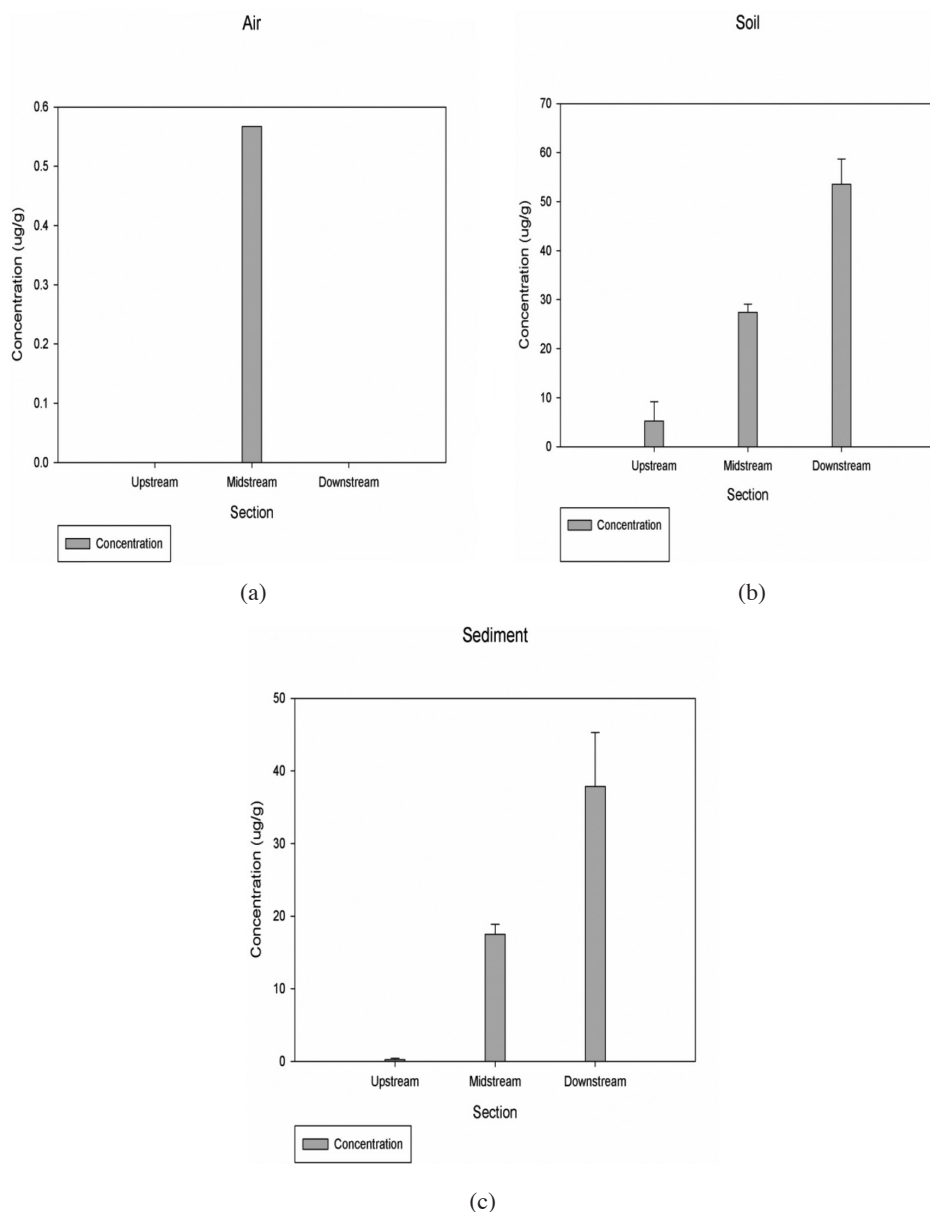 Air
Concentration (ug/g)
0.6
0.5
0.4
0.3
0.2
0.1
0.0
Upstream Midstream Downstream
Section
Concentration
(a)
Soil
Concentration (ug/g)
70
60
50
40
30
20
10
0
Upstream Midstream Downstream
Section
Concentration
(b)
Sediment
Concentration (ug/g)
50
40
30
20
10
0
Upstream Midstream Downstream
Section
Concentration
(c)